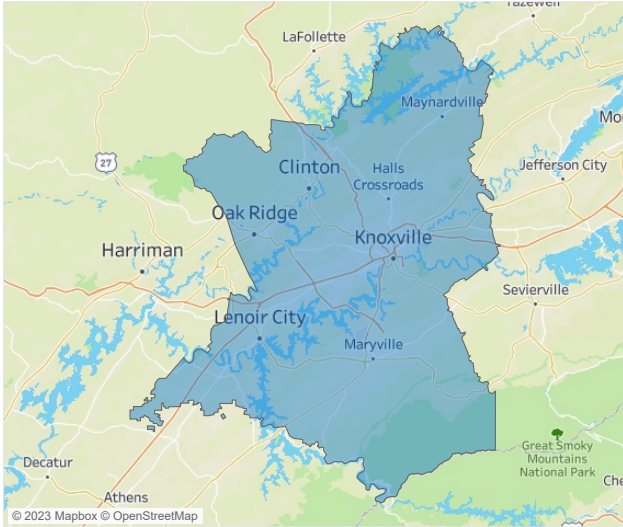 Tazewell
LaFollette
Maynardville
27
Clinton
Halls
Crossroads
Jefferson City
Oak Ridge
Knoxville
Harriman
Sevierville
Lenoir City
Maryville
Great Smoky
Mountains
National Park
Decatur
Athens
© 2023 Mapbox © OpenStreetMap